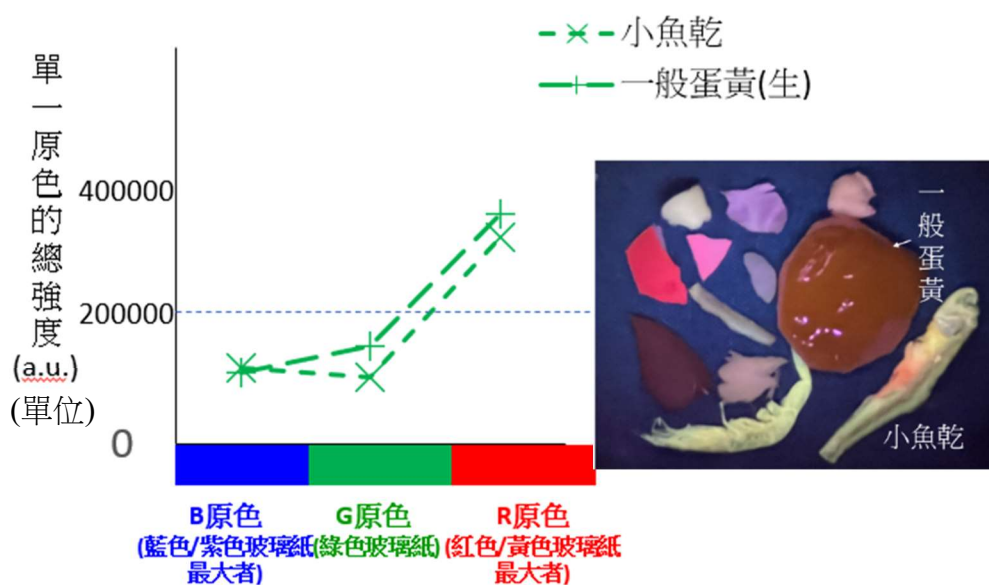 小魚乾
一般蛋黃(生)
單一原色的總強度
(a.u.)
(單位)
400000
200000
0
一般蛋黃
小魚乾
B原色
(藍色/紫色玻璃紙
最大者)
G原色
(綠色玻璃紙)
R原色
(紅色/黃色玻璃紙
最大者)